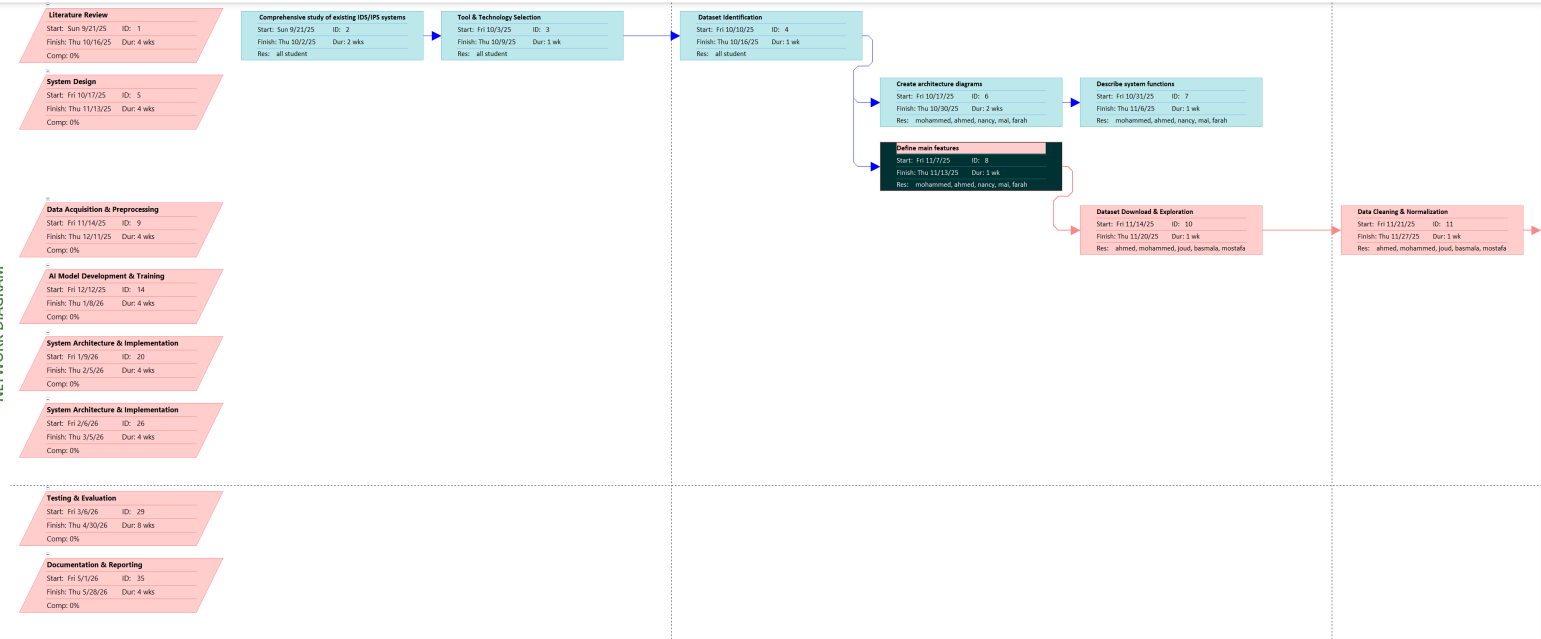 Literature Review
Start: Sun 9/21/25 ID: 1
Finish: Thu 10/16/25 Dur: 4 wks
Comp: 0%
Comprehensive study of existing IDS/IPS systems
Start: Sun 9/21/25 ID: 2
Finish: Thu 10/2/25 Dur: 2 wks
Res: all student
Tool & Technology Selection
Start: Fri 10/3/25 ID: 3
Finish: Thu 10/9/25 Dur: 1 wk
Res: all student
Dataset Identification
Start: Fri 10/10/25 ID: 4
Finish: Thu 10/16/25 Dur: 1 wk
Res: all student
System Design
Start: Fri 10/17/25 ID: 5
Finish: Thu 11/13/25 Dur: 4 wks
Comp: 0%
Create architecture diagrams
Start: Fri 10/17/25 ID: 6
Finish: Thu 10/30/25 Dur: 2 wks
Res: mohammed, ahmed, nancy, mai, farah
Describe system functions
Start: Fri 10/31/25 ID: 7
Finish: Thu 11/6/25 Dur: 1 wk
Res: mohammed, ahmed, nancy, mai, farah
Define main features
Start: Fri 11/7/25 ID: 8
Finish: Thu 11/13/25 Dur: 1 wk
Res: mohammed, ahmed, nancy, mai, farah
Data Acquisition & Preprocessing
Start: Fri 11/14/25 ID: 9
Finish: Thu 12/11/25 Dur: 4 wks
Comp: 0%
Dataset Download & Exploration
Start: Fri 11/14/25 ID: 10
Finish: Thu 11/20/25 Dur: 1 wk
Res: ahmed, mohammed, joud, basmala, mostafa
Data Cleaning & Normalization
Start: Fri 11/21/25 ID: 11
Finish: Thu 11/27/25 Dur: 1 wk
Res: ahmed, mohammed, joud, basmala, mostafa
AI Model Development & Training
Start: Fri 12/12/25 ID: 14
Finish: Thu 1/8/26 Dur: 4 wks
Comp: 0%
System Architecture & Implementation
Start: Fri 1/9/26 ID: 20
Finish: Thu 2/5/26 Dur: 4 wks
Comp: 0%
System Architecture & Implementation
Start: Fri 2/6/26 ID: 26
Finish: Thu 3/5/26 Dur: 4 wks
Comp: 0%
Testing & Evaluation
Start: Fri 3/6/26 ID: 29
Finish: Thu 4/30/26 Dur: 8 wks
Comp: 0%
Documentation & Reporting
Start: Fri 5/1/26 ID: 35
Finish: Thu 5/28/26 Dur: 4 wks
Comp: 0%